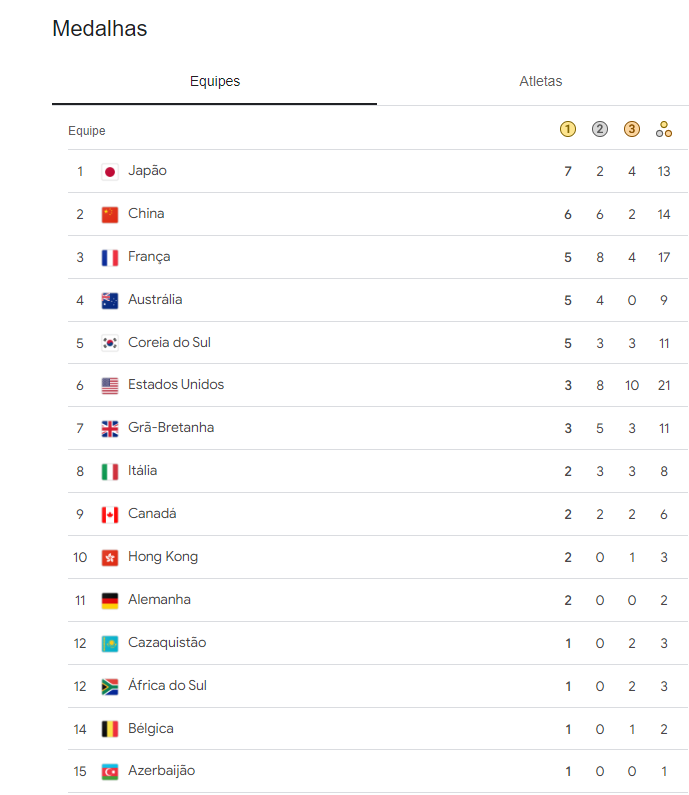 Medalhas
Equipes Atletas
Equipe 1 2 3
1 Japão 7 2 4 13
2 China 6 6 2 14
3 França 5 8 4 17
4 Austrália 5 4 0 9
5 Coreia do Sul 5 3 3 11
6 Estados Unidos 3 8 10 21
7 Grã-Bretanha 3 5 3 11
8 Itália 2 3 3 8
9 Canadá 2 2 2 6
10 Hong Kong 2 0 1 3
11 Alemanha 2 0 0 2
12 Cazaquistão 1 0 2 3
12 África do Sul 1 0 2 3
14 Bélgica 1 0 1 2
15 Azerbaijão 1 0 0 1